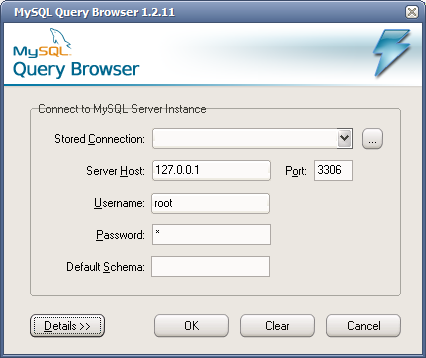 MySQL Query Browser 1.2.11
MySQL
Query Browser
Connect to MySQL Server Instance
Stored Connection:
...
Server Host: 127.0.0.1 Port: 3306
Username: root
Password: *
Default Schema:
Details >> OK Clear Cancel